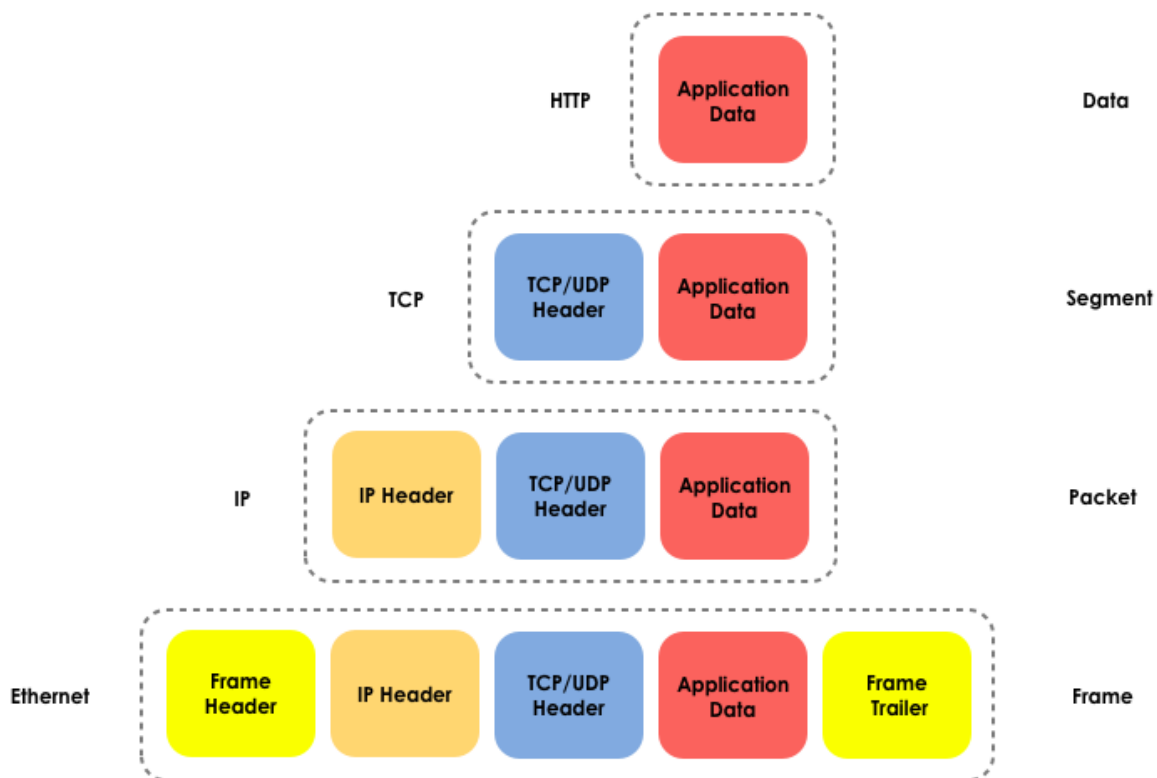 HTTP
Application
Data
Data
TCP
TCP/UDP
Header
Application
Data
Segment
IP
IP Header
TCP/UDP
Header
Application
Data
Packet
Ethernet
Frame
Header
IP Header
TCP/UDP
Header
Application
Data
Frame
Trailer
Frame